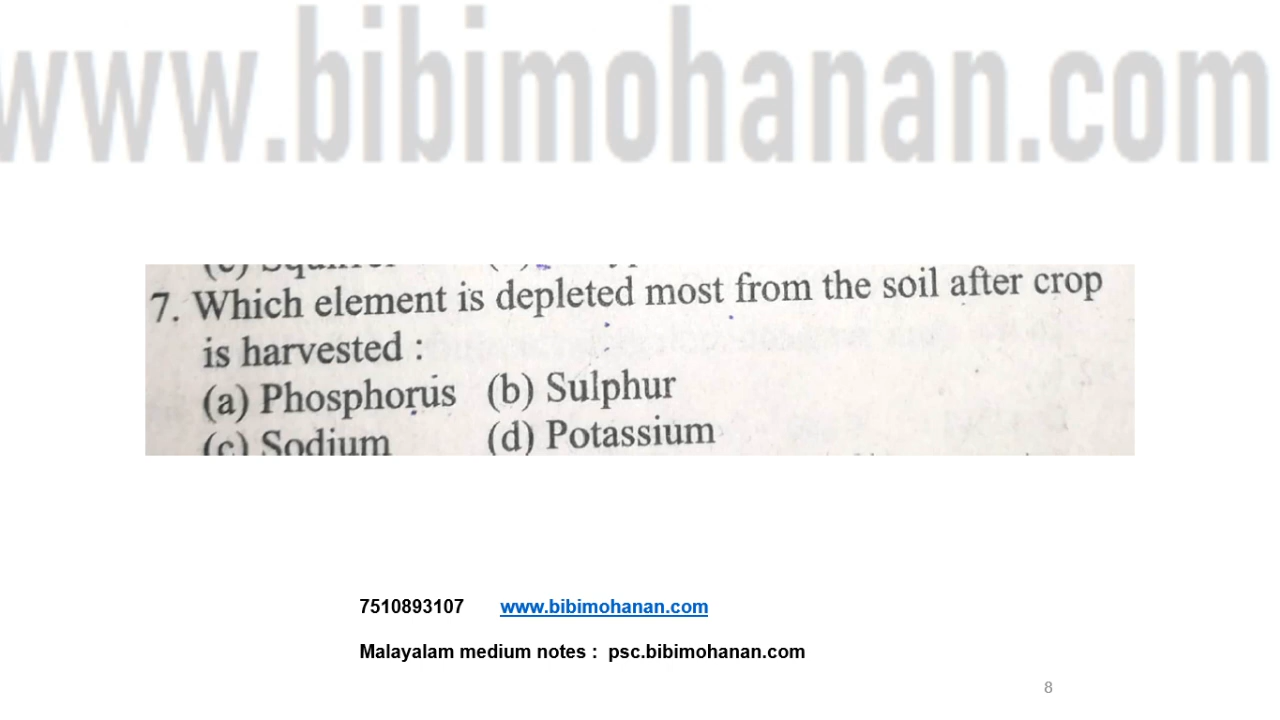 www.bibimohanan.com
7. Which element is depleted most from the soil after crop
is harvested :
(a) Phosphorus (b) Sulphur
(c) Sodium (d) Potassium
7510893107 www.bibimohanan.com
Malayalam medium notes : psc.bibimohanan.com
8